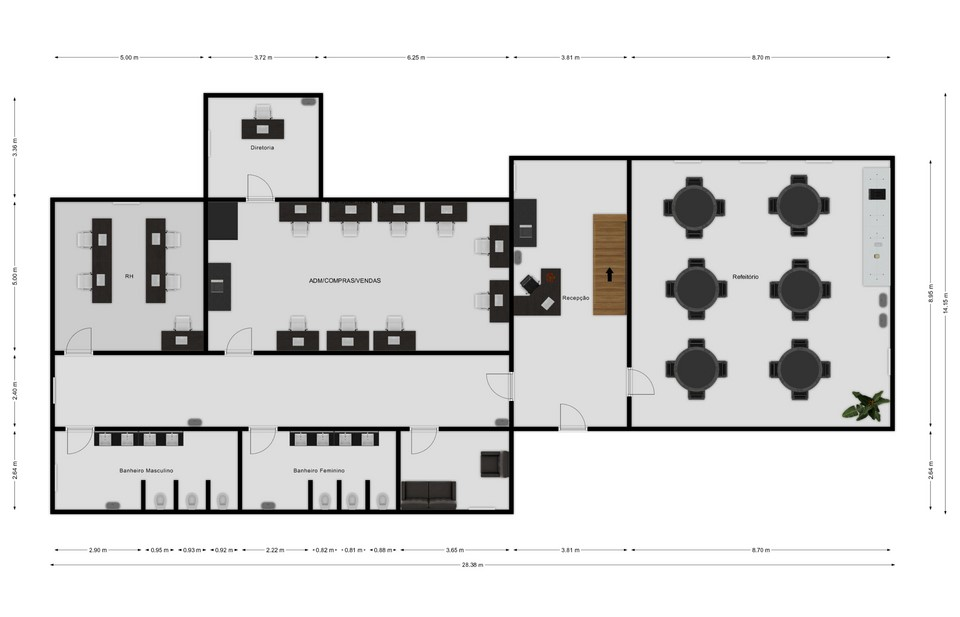 5.00 m
3.72 m
6.25 m
3.81 m
8.70 m
3.36 m
Diretoria
5.00 m
RH
ADM/COMPRAS/VENDAS
Recepção
Refeitório
8.95 m
14.15 m
2.40 m
2.64 m
Banheiro Masculino
Banheiro Feminino
2.64 m
2.90 m
0.95 m
0.93 m
0.92 m
2.22 m
0.82 m
0.81 m
0.88 m
3.65 m
3.81 m
8.70 m
28.38 m